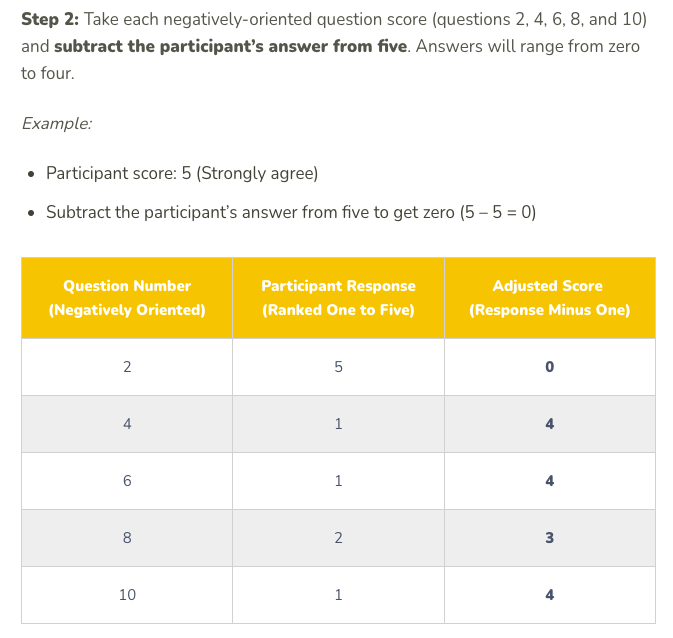 Step 2: Take each negatively-oriented question score (questions 2, 4, 6, 8, and 10)
and subtract the participant’s answer from five. Answers will range from zero
to four.
Example:
• Participant score: 5 (Strongly agree)
• Subtract the participant’s answer from five to get zero (5 – 5 = 0)
Question Number Participant Response Adjusted Score
(Negatively Oriented) (Ranked One to Five) (Response Minus One)
2 5 0
4 1 4
6 1 4
8 2 3
10 1 4